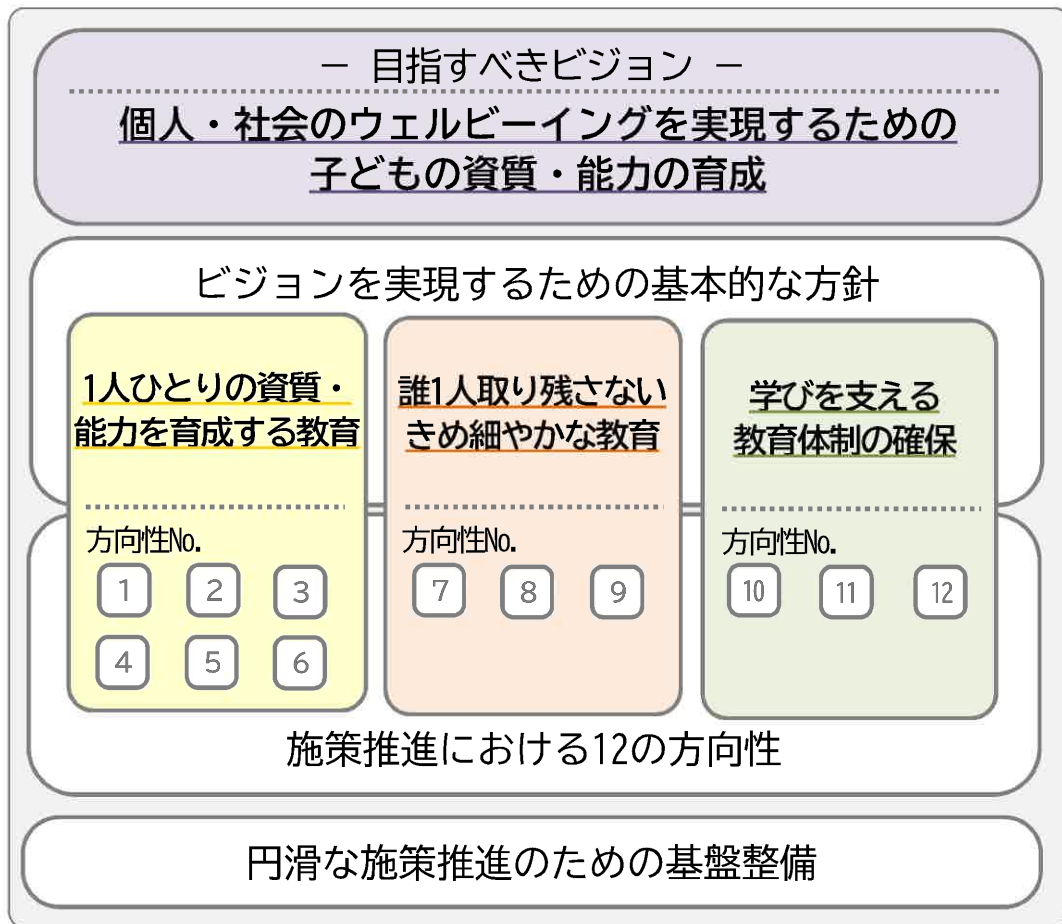 ― 目指すべきビジョン ―
個人・社会のウェルビーイングを実現するための
子どもの資質・能力の育成
ビジョンを実現するための基本的な方針
1人ひとりの資質・
能力を育成する教育
方向性No.
1 2 3
4 5 6
誰1人取り残さない
きめ細やかな教育
方向性No.
7 8 9
学びを支える
教育体制の確保
方向性No.
10 11 12
施策推進における12の方向性
円滑な施策推進のための基盤整備